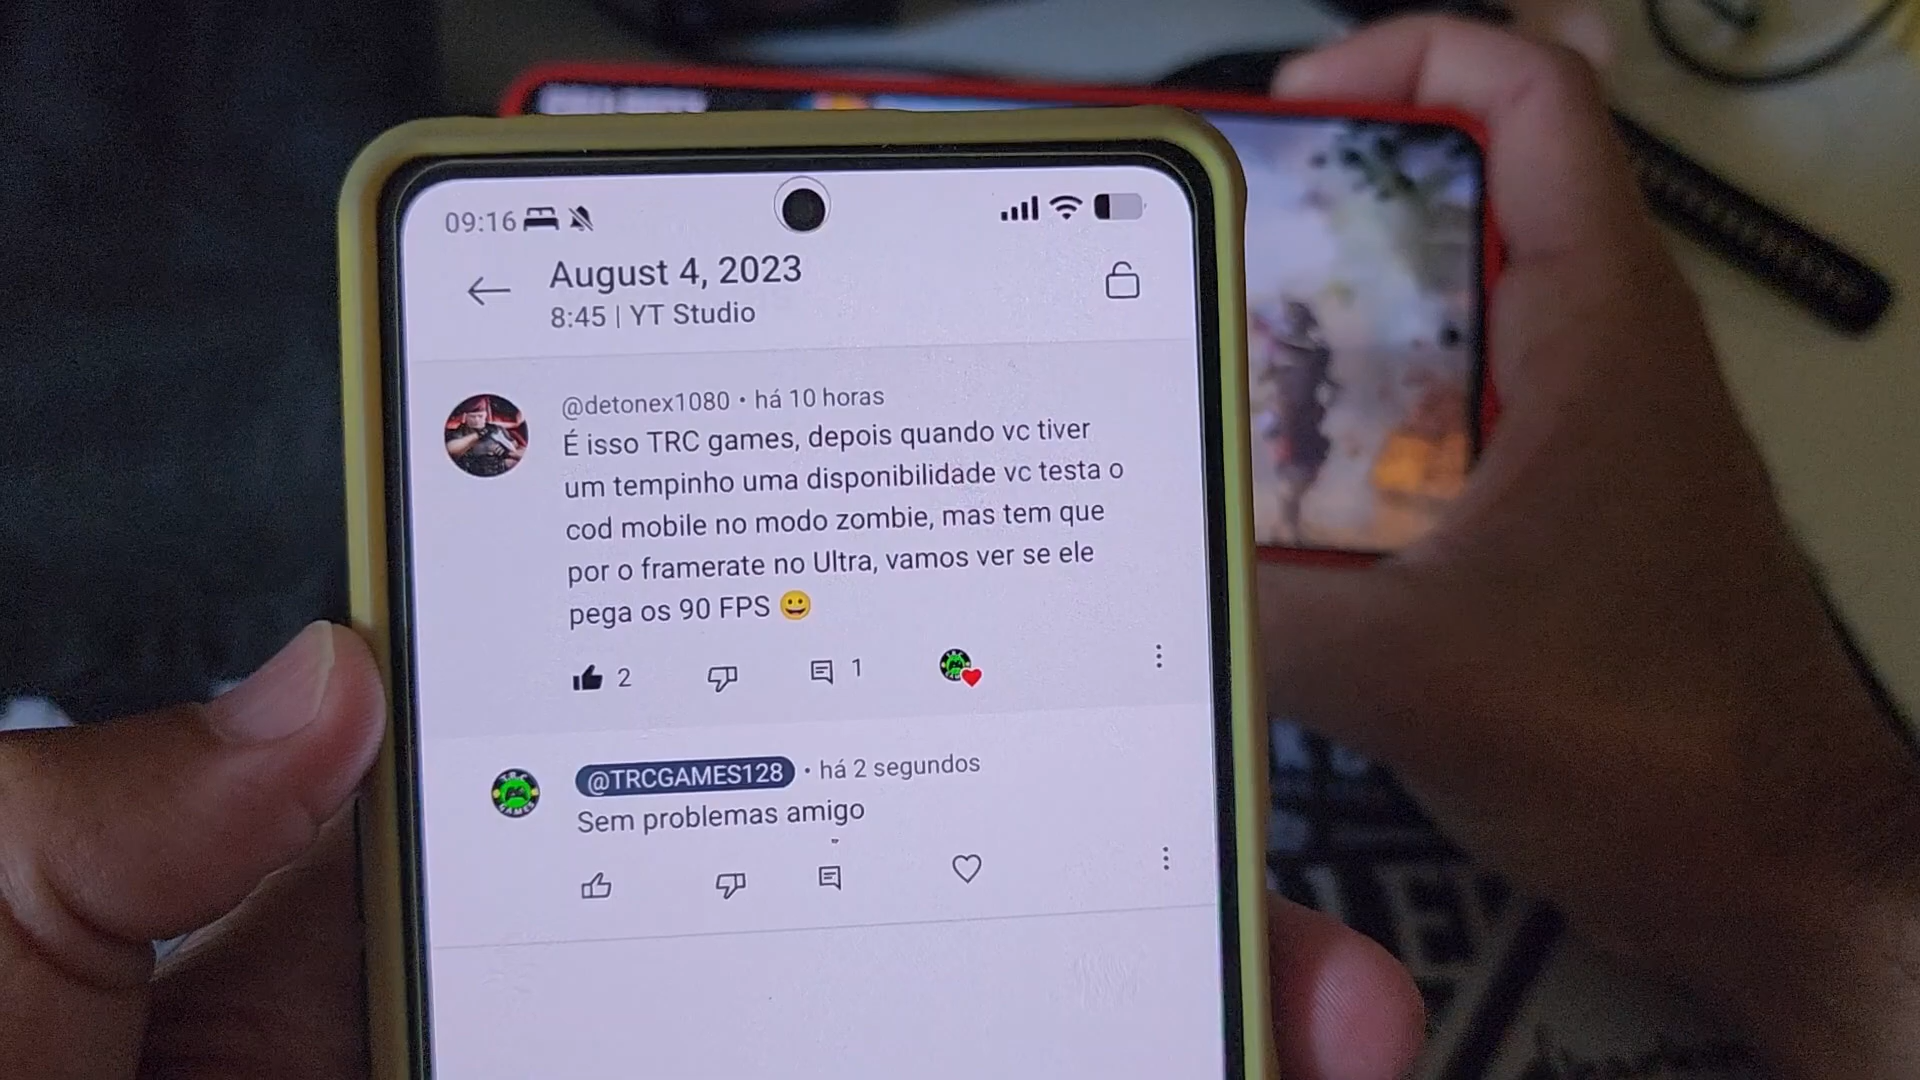 09:16
August 4, 2023
8:45 | YT Studio
@detonex1080 • há 10 horas
É isso TRC games, depois quando vc tiver
um tempinho uma disponibilidade vc testa o
cod mobile no modo zombie, mas tem que
por o framerate no Ultra, vamos ver se ele
pega os 90 FPS 😀
2
1
@TRCGAMES128 • há 2 segundos
Sem problemas amigo